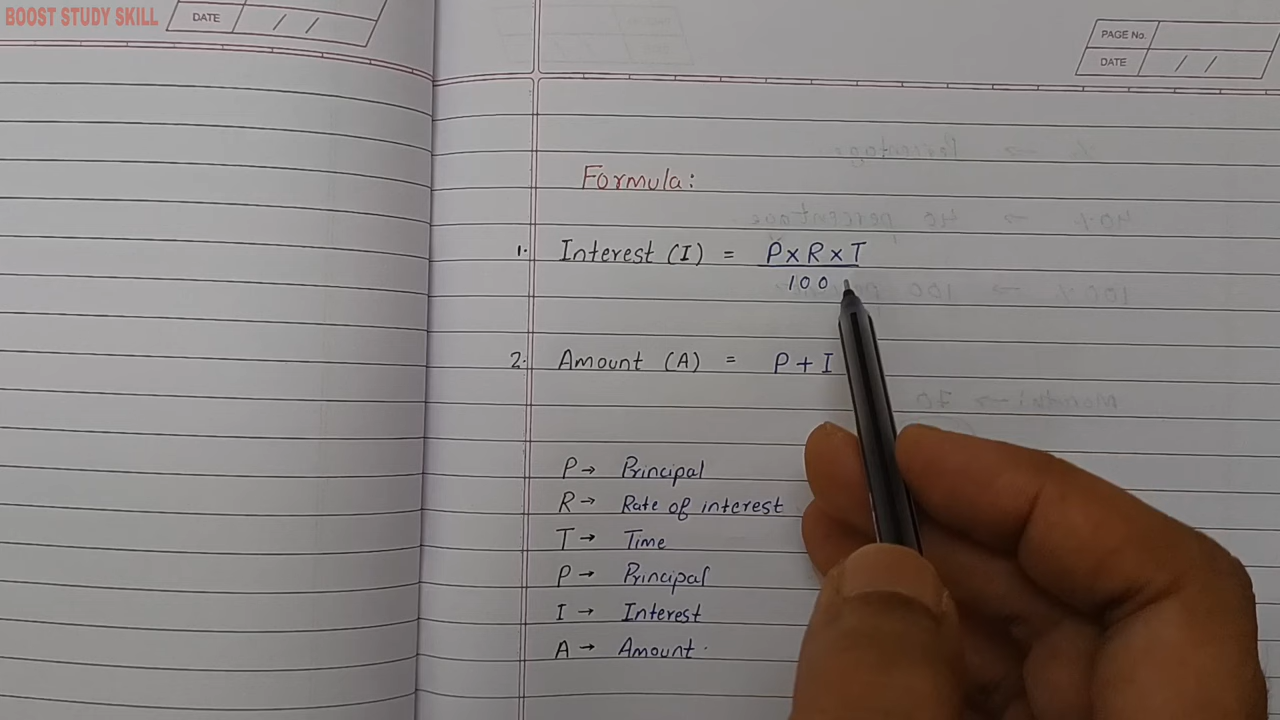 BOOST STUDY SKILL
DATE / /
PAGE No.
DATE / /
Formula:
1. Interest (I) = P×R×T
100
2. Amount (A) = P+I
P→ Principal
R→ Rate of interest
T→ Time
P→ Principal
I→ Interest
A→ Amount.